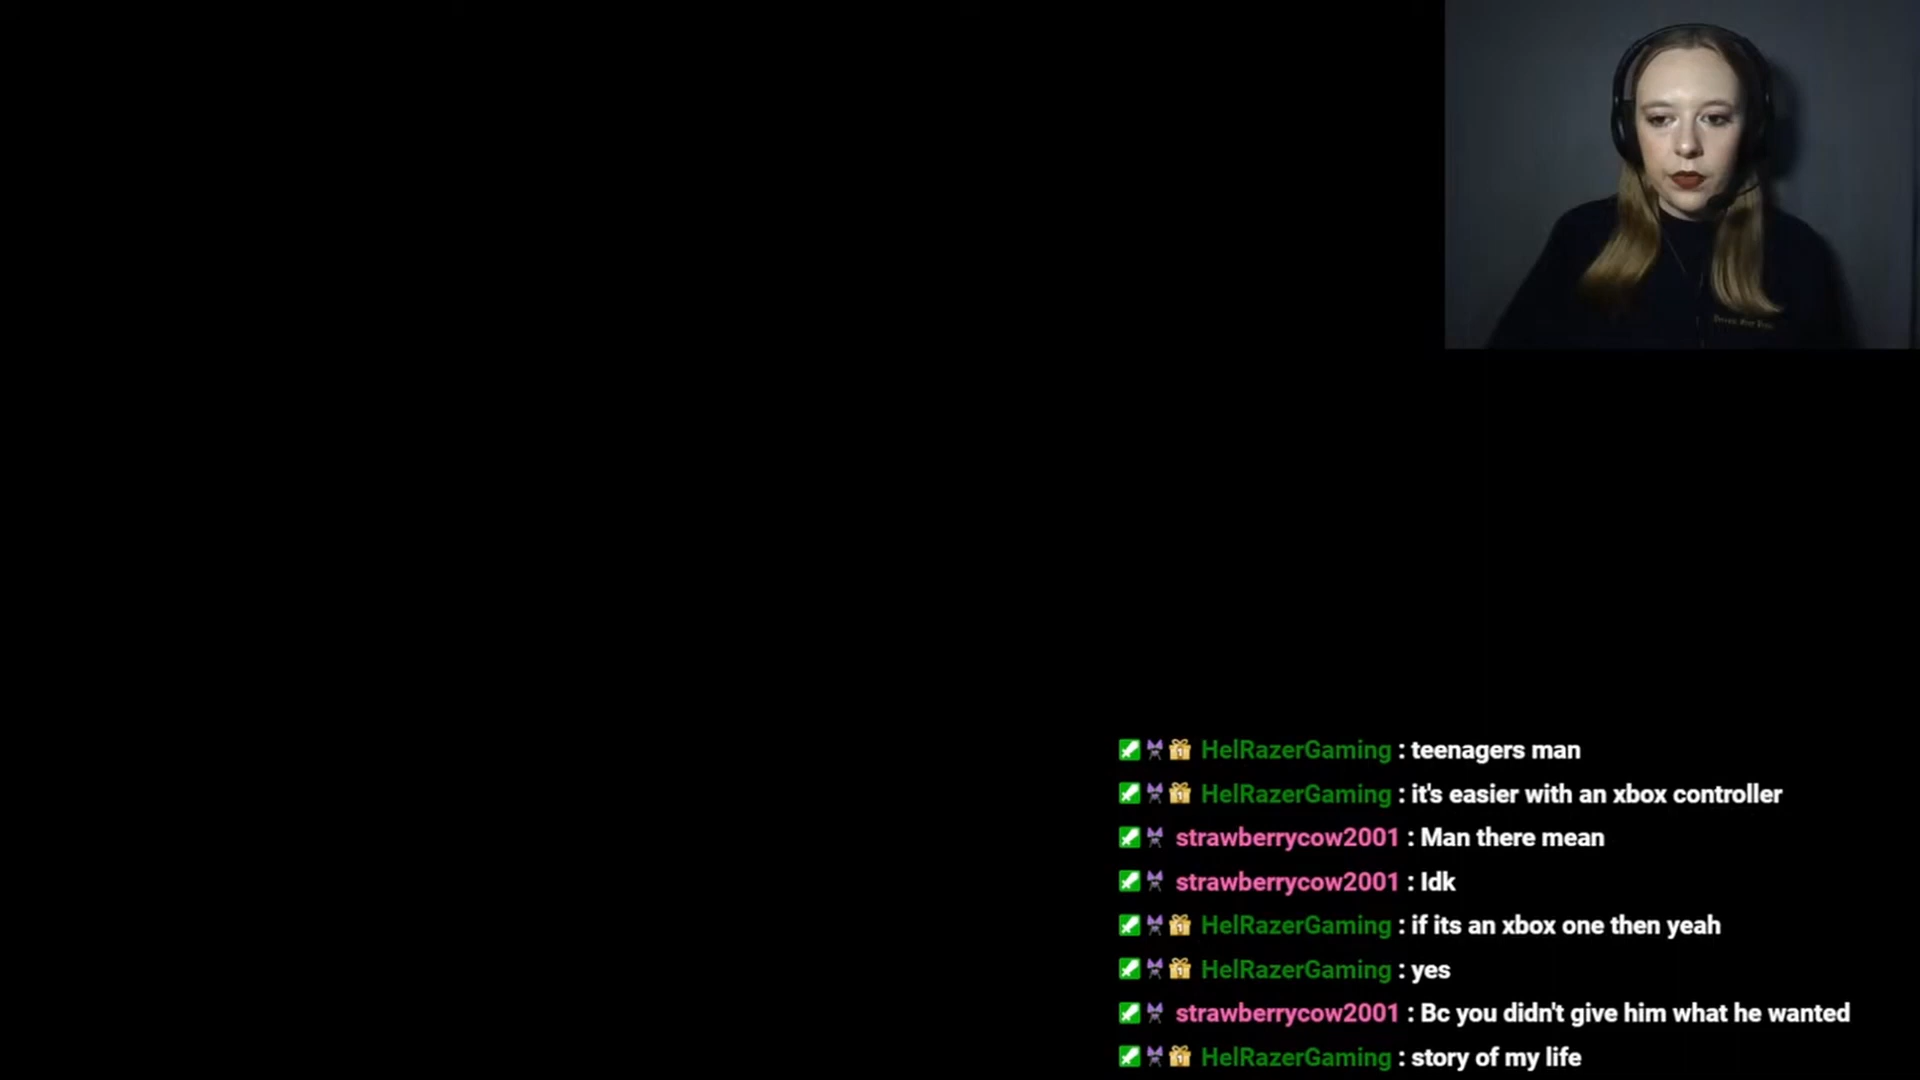 HelRazerGaming : teenagers man
HelRazerGaming : it's easier with an xbox controller
strawberrycow2001 : Man there mean
strawberrycow2001 : Idk
HelRazerGaming : if its an xbox one then yeah
HelRazerGaming : yes
strawberrycow2001 : Bc you didn't give him what he wanted
HelRazerGaming : story of my life